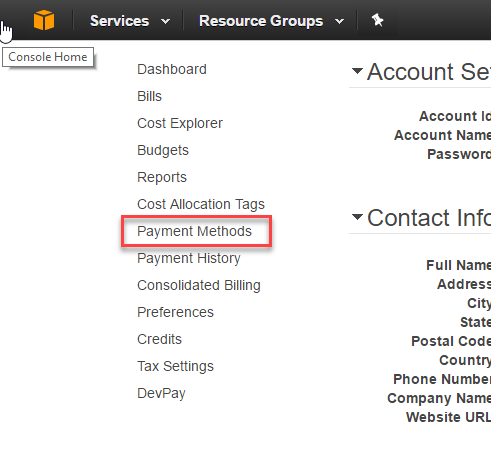 Services Resource Groups
Console Home
Dashboard
Bills
Cost Explorer
Budgets
Reports
Cost Allocation Tags
Payment Methods
Payment History
Consolidated Billing
Preferences
Credits
Tax Settings
DevPay
Account Set
Account Id
Account Name
Password
Contact Info
Full Name
Address
City
State
Postal Code
Country
Phone Number
Company Name
Website URL